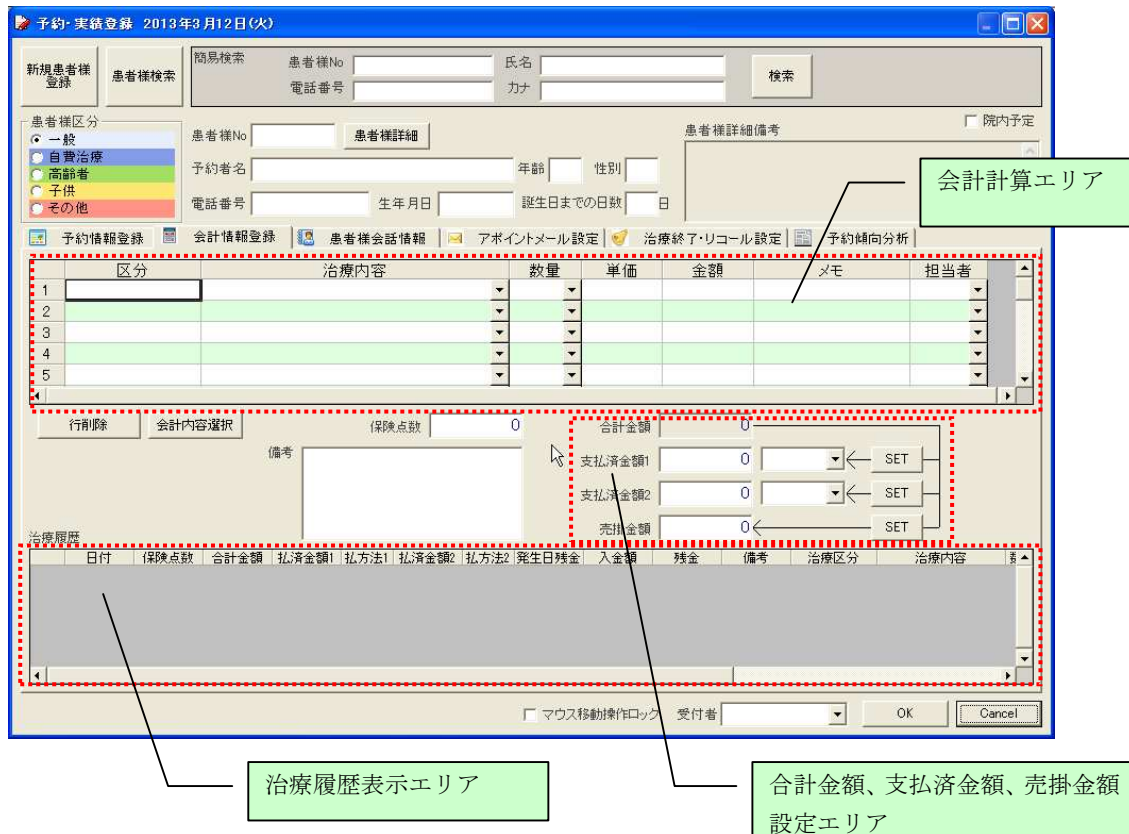 予約・実績登録 2013年3月12日(火)
新規患者様
登録
患者様検索
簡易検索
患者様No
氏名
電話番号
カナ
検索
患者様区分
一般
自費治療
高齢者
子供
その他
患者様No
患者様詳細
予約者名
年齢
性別
電話番号
生年月日
誕生日までの日数
日
患者様詳細備考
院内予定
会計計算エリア
予約情報登録
会計情報登録
患者様会話情報
アポイントメール設定
治療終了・リコール設定
予約傾向分析
区分 治療内容 数量 単価 金額 メモ 担当者
1
2
3
4
5
行削除
会計内容選択
保険点数 0
備考
合計金額 0
支払済金額1 0 SET
支払済金額2 0 SET
売掛金額 0 SET
治療履歴
日付 保険点数 合計金額 払済金額1 払方法1 払済金額2 払方法2 発生日残金 入金額 残金 備考 治療区分 治療内容
マウス移動操作ロック
受付者
OK
Cancel
治療履歴表示エリア
合計金額、支払済金額、売掛金額
設定エリア